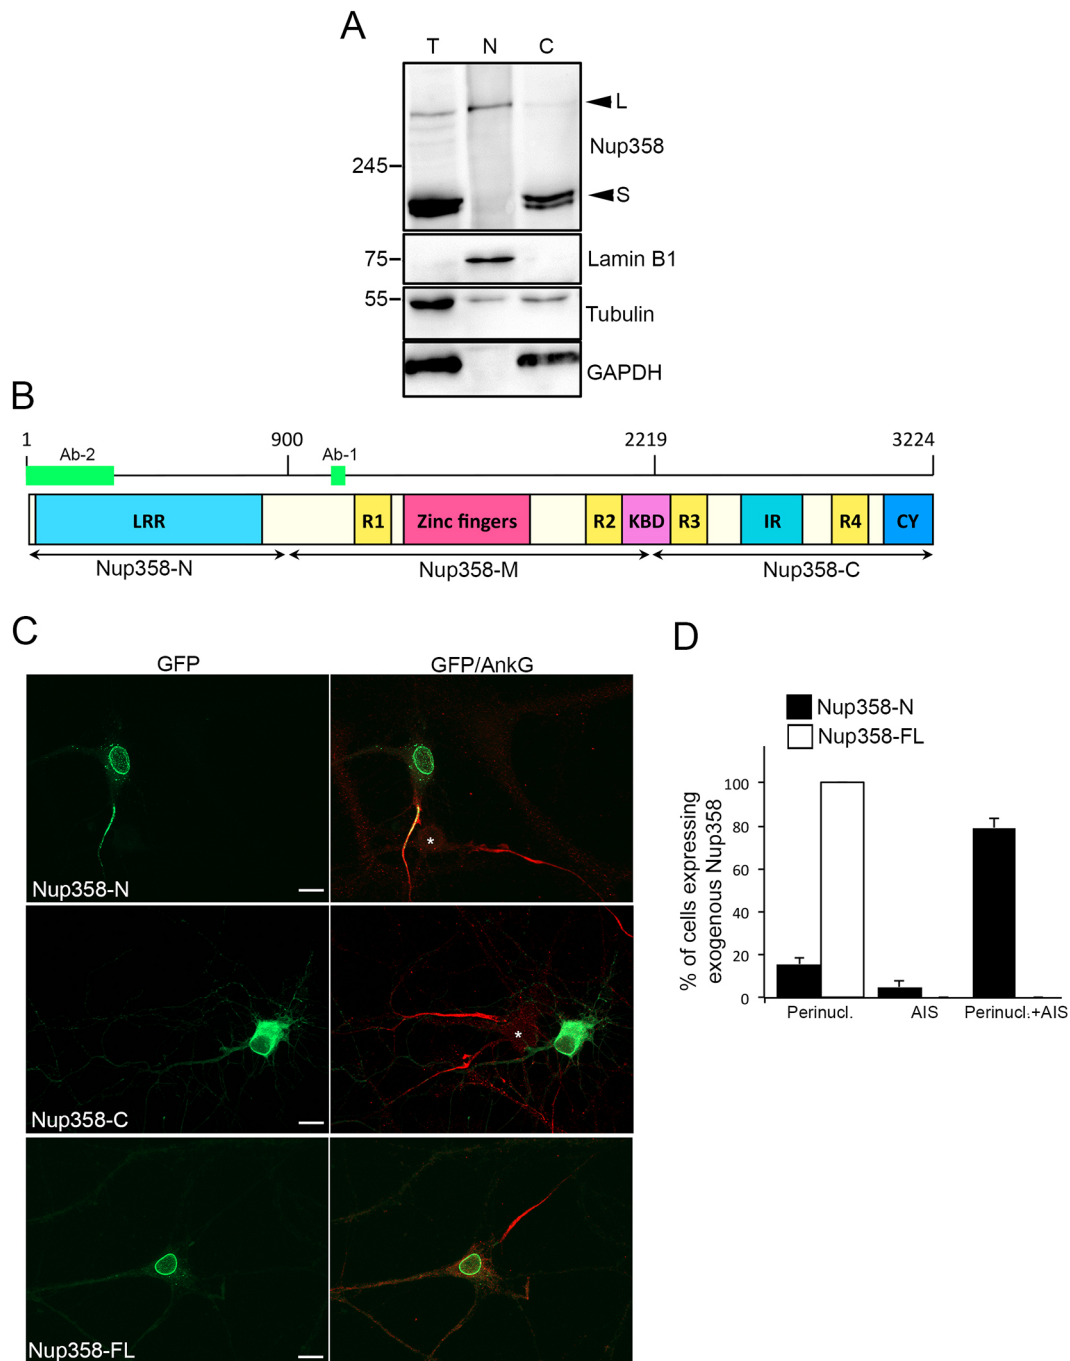 A
T N C
L
Nup358
245
S
75
Lamin B1
55
Tubulin
GAPDH
B
1 900 2219 3224
Ab-2 Ab-1
LRR R1 Zinc fingers R2 KBD R3 IR R4 CY
Nup358-N Nup358-M Nup358-C
C
GFP GFP/AnkG
Nup358-N
*
Nup358-C
*
Nup358-FL
D
Nup358-N
Nup358-FL
% of cells expressing
exogenous Nup358
100
80
60
40
20
0
Perinucl. AIS Perinucl.+AIS